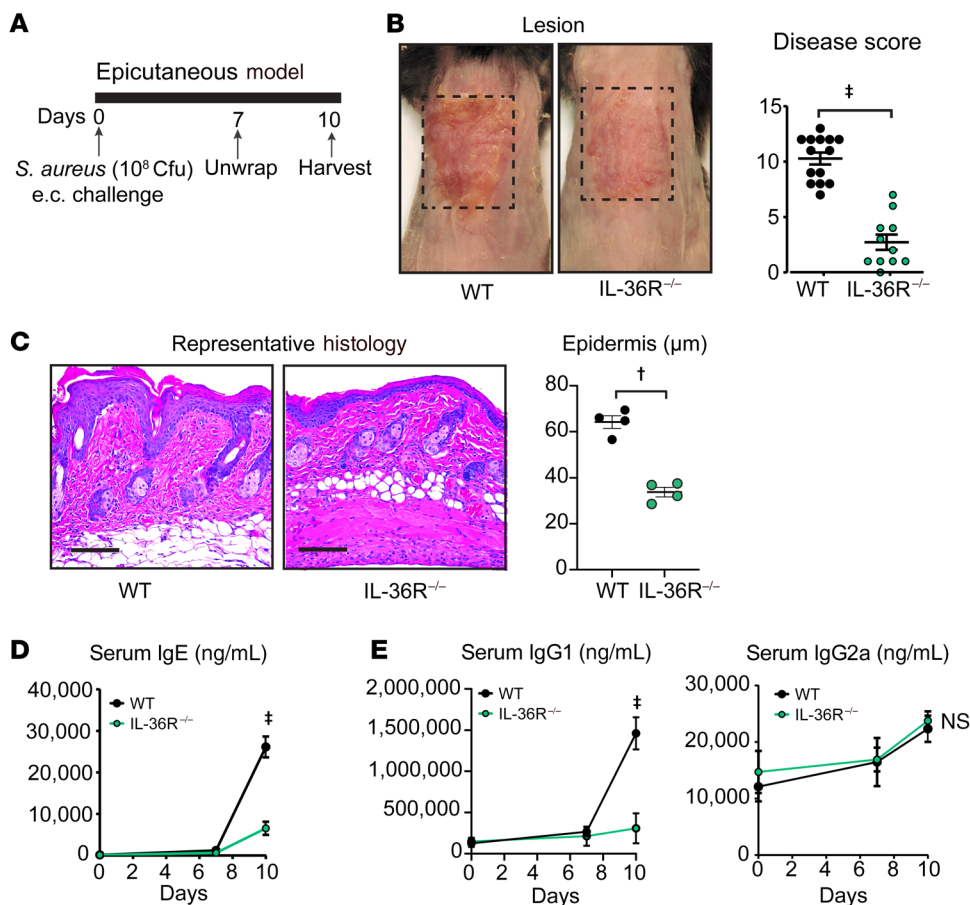 A
Epicutaneous model
Days 0 7 10
S. aureus (10⁸ Cfu)
e.c. challenge
Unwrap
Harvest
B
Lesion
WT
IL-36R⁻/⁻
Disease score
‡
15
10
5
0
WT
IL-36R⁻/⁻
C
Representative histology
WT
IL-36R⁻/⁻
Epidermis (µm)
†
80
60
40
20
0
WT IL-36R⁻/⁻
D
Serum IgE (ng/mL)
40,000
30,000
20,000
10,000
0
WT
IL-36R⁻/⁻
‡
0 2 4 6 8 10
Days
E
Serum IgG1 (ng/mL)
2,000,000
1,500,000
1,000,000
500,000
0
WT
IL-36R⁻/⁻
‡
0 2 4 6 8 10
Days
Serum IgG2a (ng/mL)
30,000
20,000
10,000
0
WT
IL-36R⁻/⁻
NS
0 2 4 6 8 10
Days